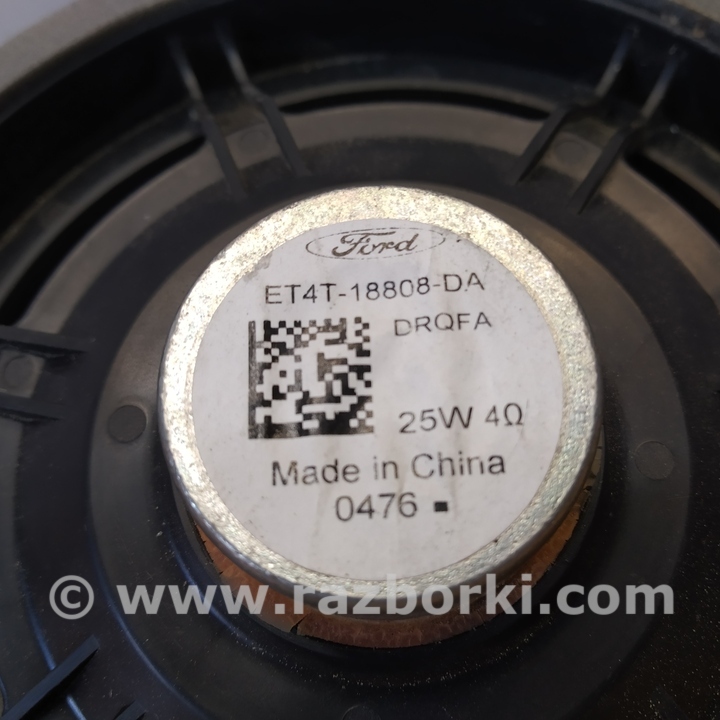 Ford
ET4T-18808-DA
DRQFA
25W 4Ω
Made in China
0476
© www.razborki.com